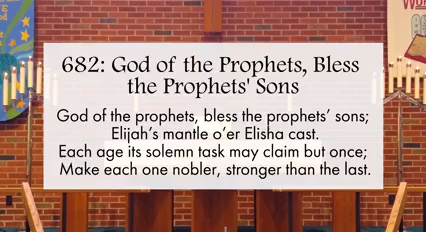 682: God of the Prophets, Bless
the Prophets' Sons
God of the prophets, bless the prophets’ sons;
Elijah’s mantle o’er Elisha cast.
Each age its solemn task may claim but once;
Make each one nobler, stronger than the last.